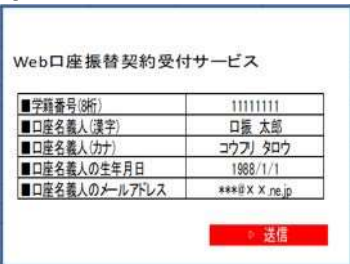 Web口座振替契約受付サービス
■学籍番号(8桁) 11111111
■口座名義人(漢字) 口振 太郎
■口座名義人(カナ) コウフリ タロウ
■口座名義人の生年月日 1988/1/1
■口座名義人のメールアドレス ***@××.ne.jp
▷ 送信